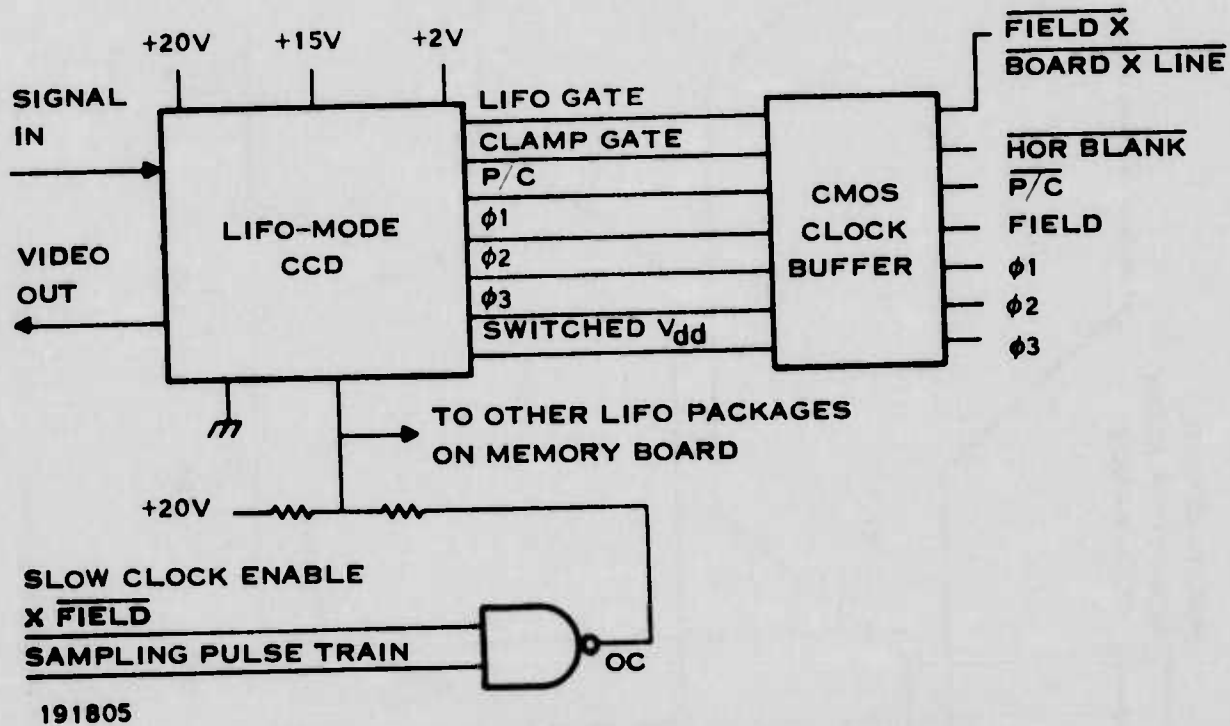 +20V +15V +2V
SIGNAL
IN
VIDEO
OUT
LIFO-MODE
CCD
LIFO GATE
CLAMP GATE
P/C
ϕ1
ϕ2
ϕ3
SWITCHED Vdd
CMOS
CLOCK
BUFFER
FIELD X
BOARD X LINE
HOR BLANK
P/C
FIELD
ϕ1
ϕ2
ϕ3
TO OTHER LIFO PACKAGES
ON MEMORY BOARD
+20V
SLOW CLOCK ENABLE
X FIELD
SAMPLING PULSE TRAIN
OC
191805